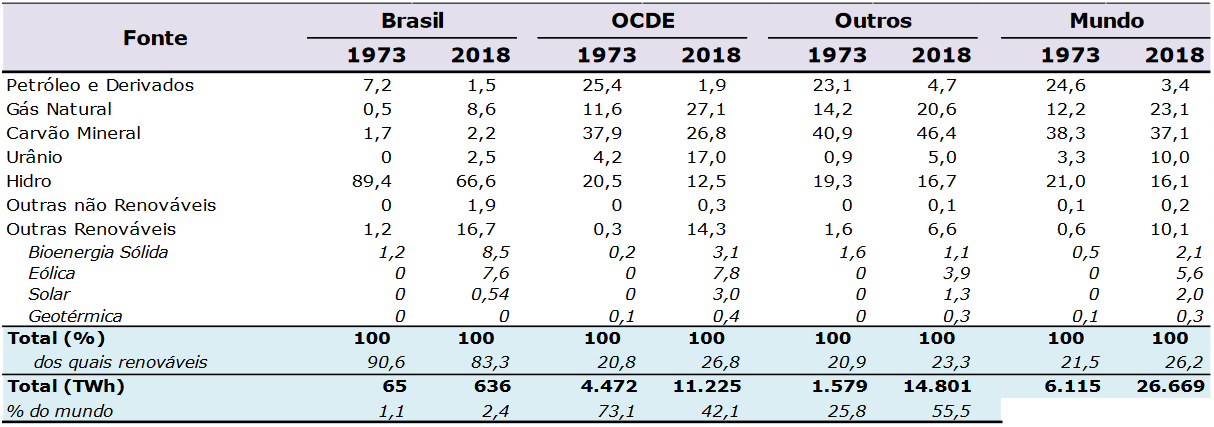 Fonte Brasil OCDE Outros Mundo
1973 2018 1973 2018 1973 2018 1973 2018
Petróleo e Derivados 7,2 1,5 25,4 1,9 23,1 4,7 24,6 3,4
Gás Natural 0,5 8,6 11,6 27,1 14,2 20,6 12,2 23,1
Carvão Mineral 1,7 2,2 37,9 26,8 40,9 46,4 38,3 37,1
Urânio 0 2,5 4,2 17,0 0,9 5,0 3,3 10,0
Hidro 89,4 66,6 20,5 12,5 19,3 16,7 21,0 16,1
Outras não Renováveis 0 1,9 0 0,3 0 0,1 0,1 0,2
Outras Renováveis 1,2 16,7 0,3 14,3 1,6 6,6 0,6 10,1
Bioenergia Sólida 1,2 8,5 0,2 3,1 1,6 1,1 0,5 2,1
Eólica 0 7,6 0 7,8 0 3,9 0 5,6
Solar 0 0,54 0 3,0 0 1,3 0 2,0
Geotérmica 0 0 0,1 0,4 0 0,3 0,1 0,3
Total (%) 100 100 100 100 100 100 100 100
dos quais renováveis 90,6 83,3 20,8 26,8 20,9 23,3 21,5 26,2
Total (TWh) 65 636 4.472 11.225 1.579 14.801 6.115 26.669
% do mundo 1,1 2,4 73,1 42,1 25,8 55,5